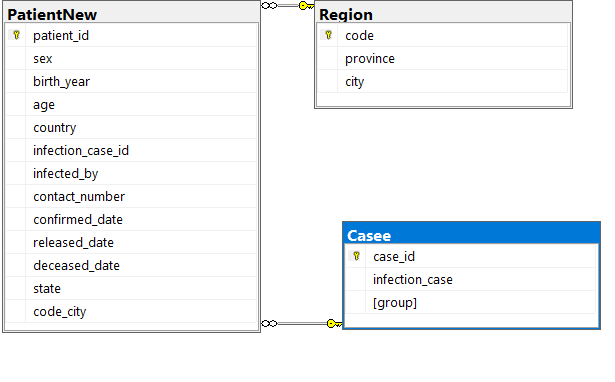 PatientNew
patient_id
sex
birth_year
age
country
infection_case_id
infected_by
contact_number
confirmed_date
released_date
deceased_date
state
code_city
Region
code
province
city
Casee
case_id
infection_case
[group]